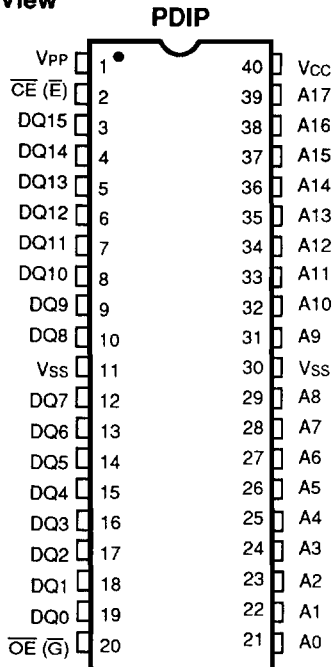 View
PDIP
VPP 1 40 VCC
CE (E) 2 39 A17
DQ15 3 38 A16
DQ14 4 37 A15
DQ13 5 36 A14
DQ12 6 35 A13
DQ11 7 34 A12
DQ10 8 33 A11
DQ9 9 32 A10
DQ8 10 31 A9
VSS 11 30 VSS
DQ7 12 29 A8
DQ6 13 28 A7
DQ5 14 27 A6
DQ4 15 26 A5
DQ3 16 25 A4
DQ2 17 24 A3
DQ1 18 23 A2
DQ0 19 22 A1
OE (G) 20 21 A0